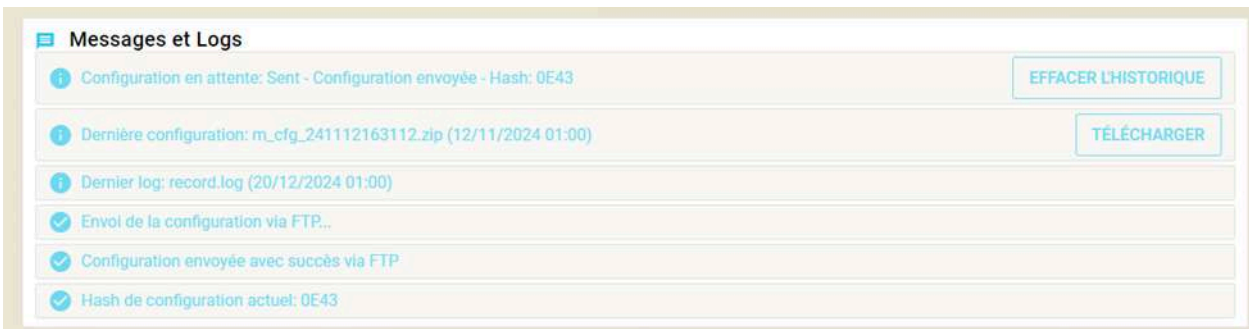 Messages et Logs
Configuration en attente: Sent - Configuration envoyée - Hash: 0E43
EFFACER L'HISTORIQUE
Dernière configuration: m_cfg_241112163112.zip (12/11/2024 01:00)
TÉLÉCHARGER
Dernier log: record.log (20/12/2024 01:00)
Envoi de la configuration via FTP...
Configuration envoyée avec succès via FTP
Hash de configuration actuel: 0E43